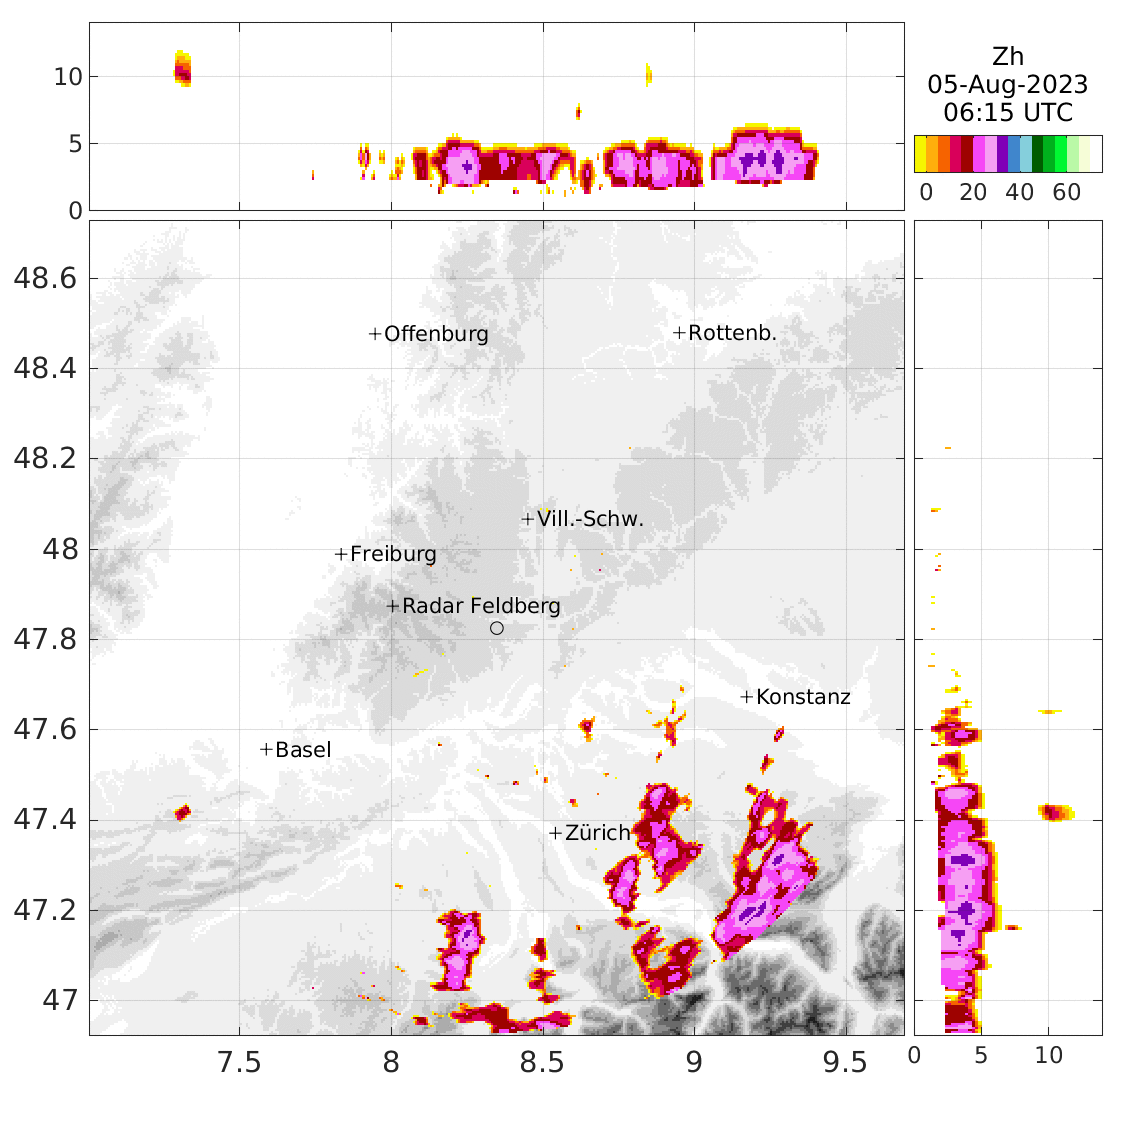 10
5
0
Zh
05-Aug-2023
06:15 UTC
0 20 40 60
48.6
48.4
48.2
48
47.8
47.6
47.4
47.2
47
Offenburg
Rottenb.
Vill.-Schw.
Freiburg
Radar Feldberg
Konstanz
Basel
Zürich
7.5 8 8.5 9 9.5
0 5 10